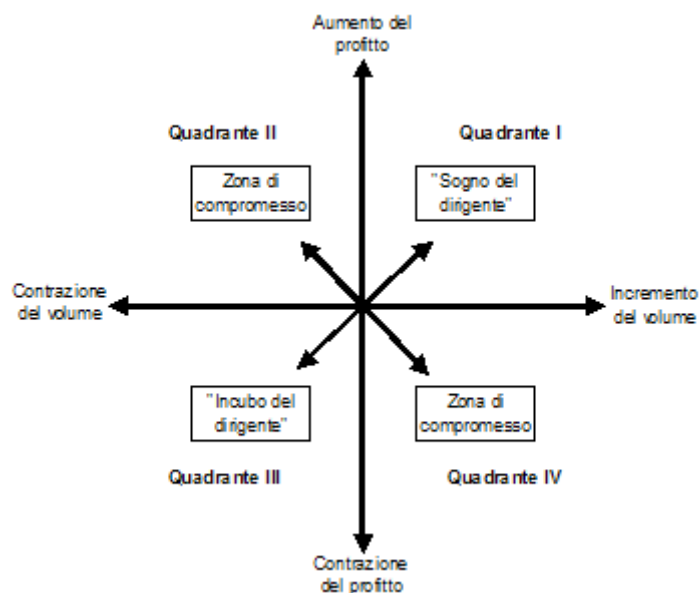 Aumento del
profitto
Quadrante II
Quadrante I
Zona di
compromesso
"Sogno del
dirigente"
Contrazione
del volume
Incremento
del volume
"Incubo del
dirigente"
Zona di
compromesso
Quadrante III
Quadrante IV
Contrazione
del profitto